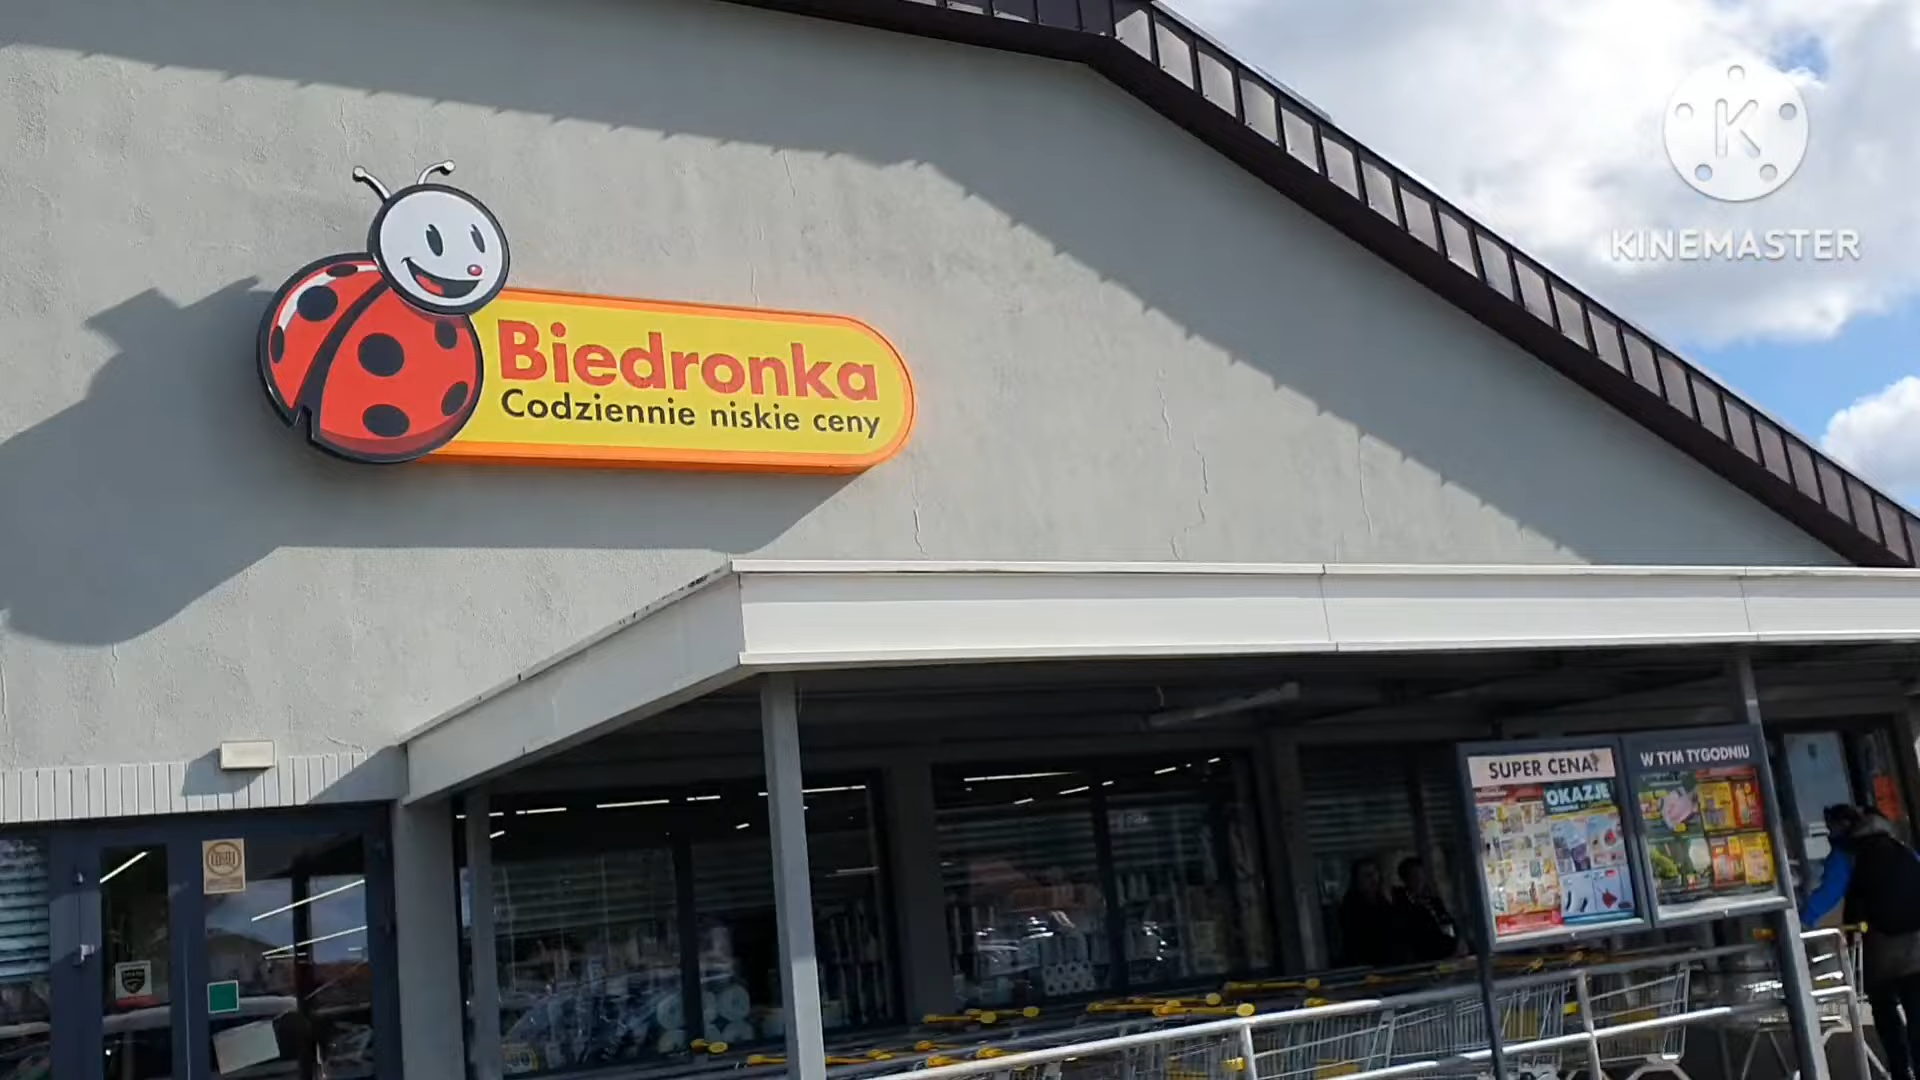 K
KINEMASTER
Biedronka
Codziennie niskie ceny
SUPER CENA!
W TYM TYGODNIU
OKAZJE